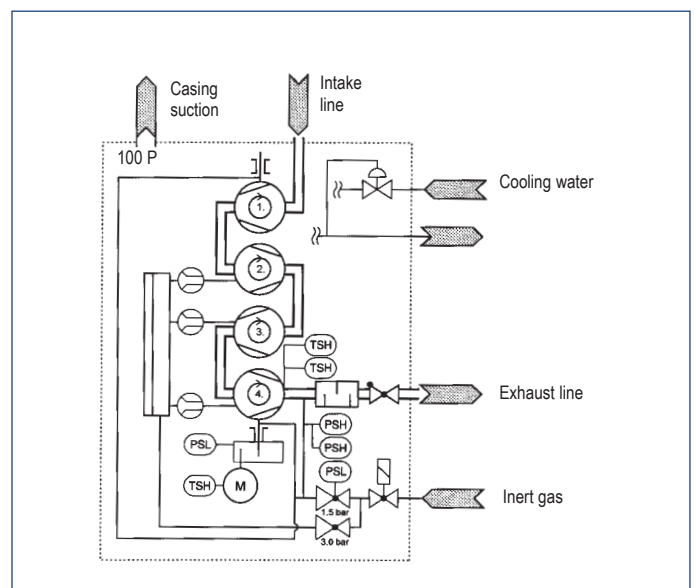 Casing
suction
Intake
line
100 P
1.
Cooling water
2.
3.
TSH
TSH
4.
Exhaust line
PSH
PSL
PSH
PSL
TSH
M
Inert gas
1.5 bar
3.0 bar